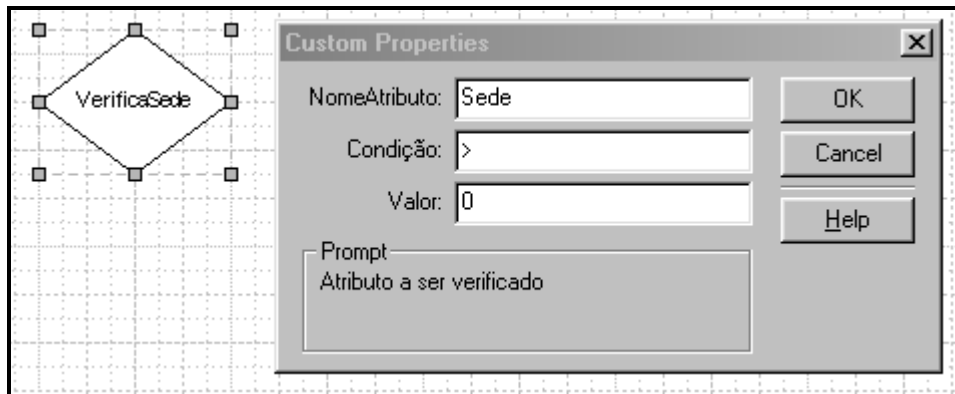 VerificaSede
Custom Properties
NomeAtributo: Sede
Condição: >
Valor: 0
Prompt
Atributo a ser verificado
OK
Cancel
Help